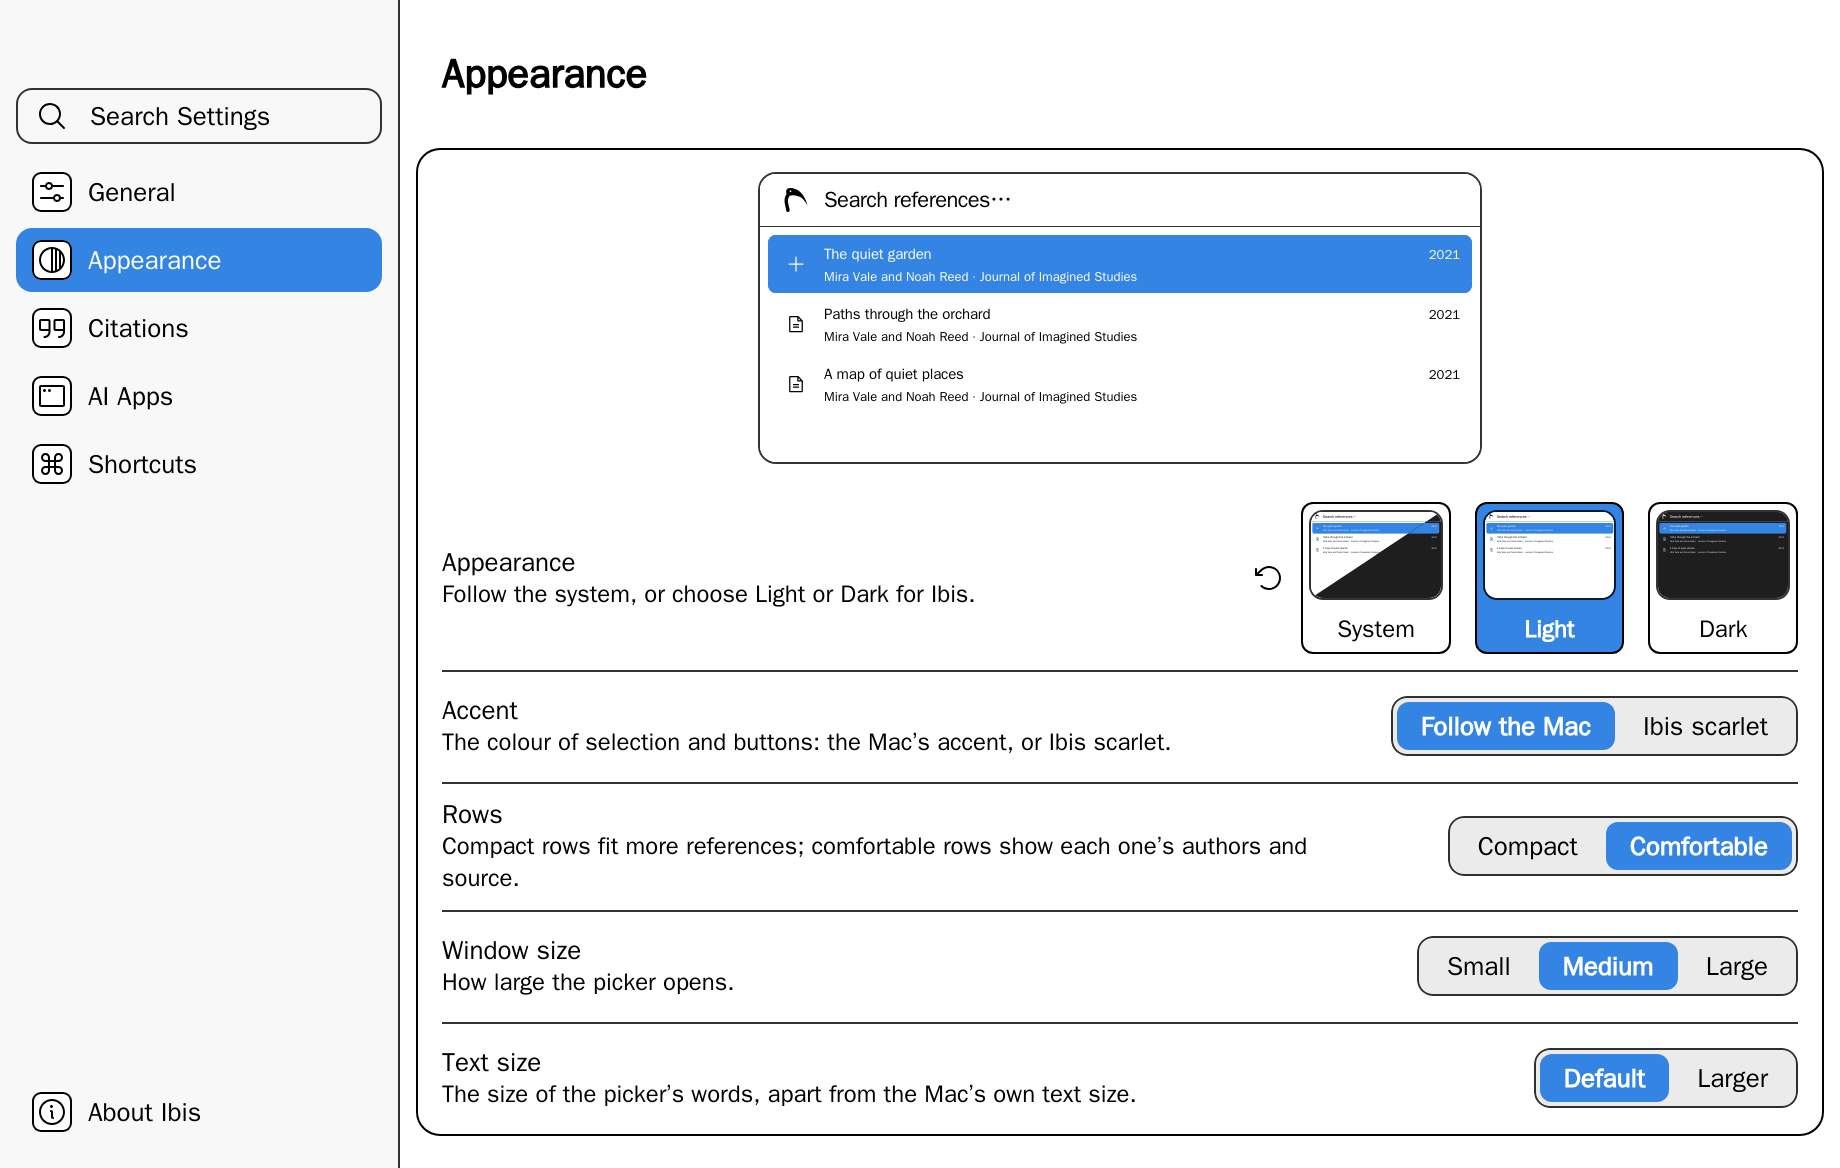 Appearance
Search Settings
General
Appearance
Citations
AI Apps
Shortcuts
About Ibis
Search references…
The quiet garden 2021
Mira Vale and Noah Reed · Journal of Imagined Studies
Paths through the orchard 2021
Mira Vale and Noah Reed · Journal of Imagined Studies
A map of quiet places 2021
Mira Vale and Noah Reed · Journal of Imagined Studies
Appearance
Follow the system, or choose Light or Dark for Ibis.
System Light Dark
Accent
The colour of selection and buttons: the Mac’s accent, or Ibis scarlet.
Follow the Mac Ibis scarlet
Rows
Compact rows fit more references; comfortable rows show each one’s authors and
source.
Compact Comfortable
Window size
How large the picker opens.
Small Medium Large
Text size
The size of the picker’s words, apart from the Mac’s own text size.
Default Larger